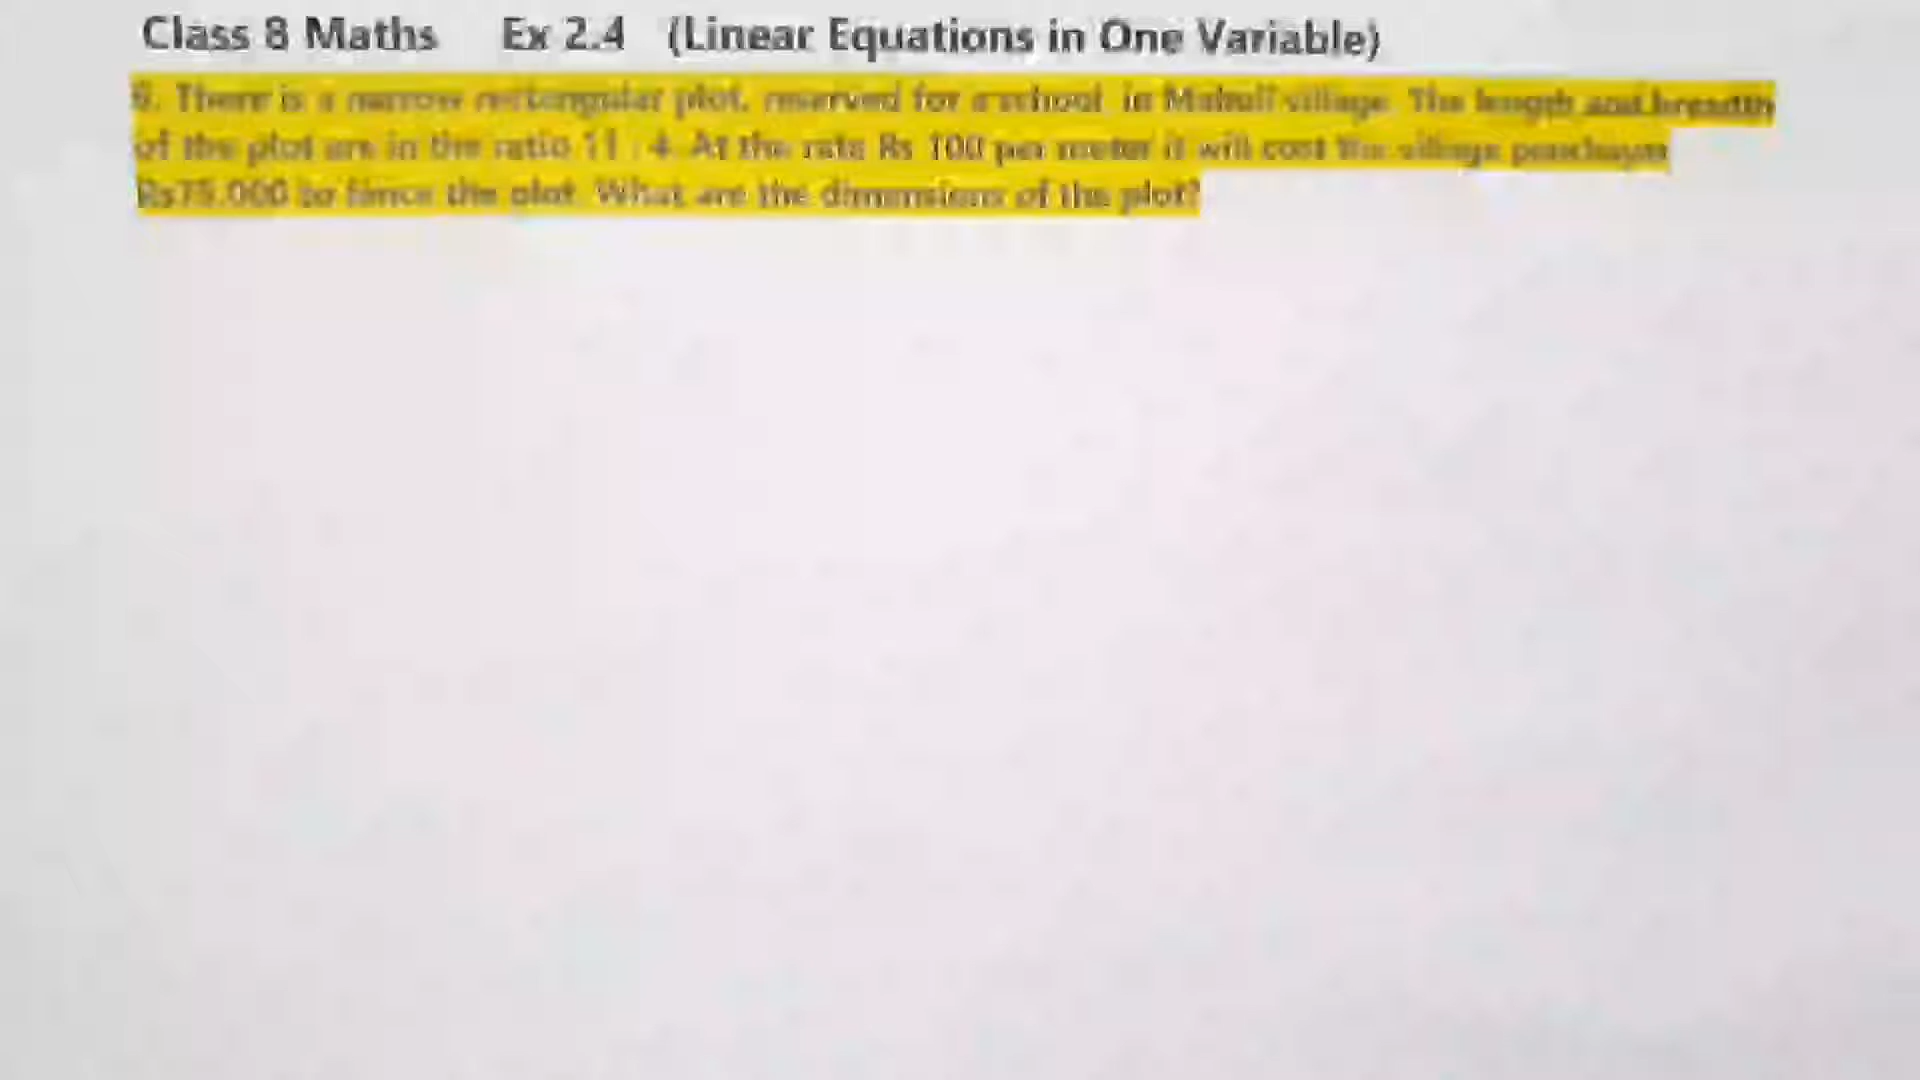 Class 8 Maths Ex 2.4 (Linear Equations in One Variable)
6. There is a narrow rectangular plot, reserved for a school, in Mahuli village. The length and breadth
of the plot are in the ratio 11 : 4. At the rate Rs 100 per meter it will cost the village panchayat
Rs75,000 to fence the plot. What are the dimensions of the plot?